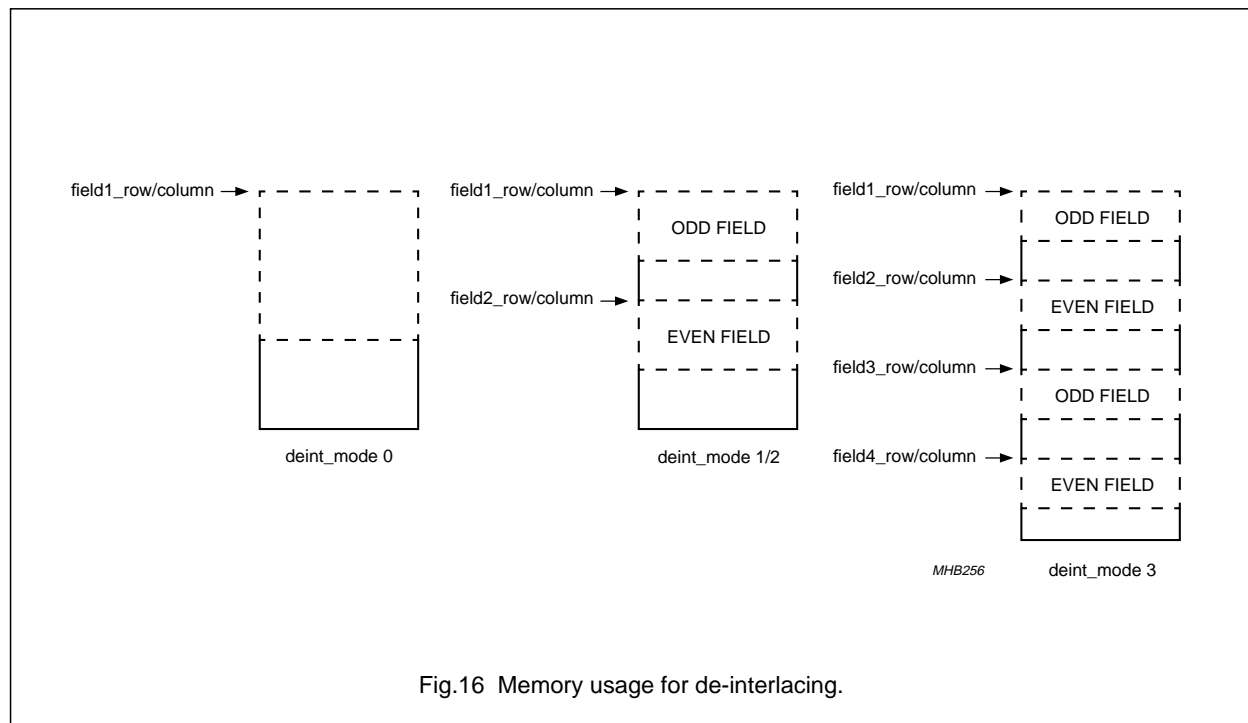 field1_row/column
deint_mode 0
field1_row/column
ODD FIELD
field2_row/column
EVEN FIELD
deint_mode 1/2
field1_row/column
ODD FIELD
field2_row/column
EVEN FIELD
field3_row/column
ODD FIELD
field4_row/column
EVEN FIELD
MHB256
deint_mode 3
Fig.16 Memory usage for de-interlacing.